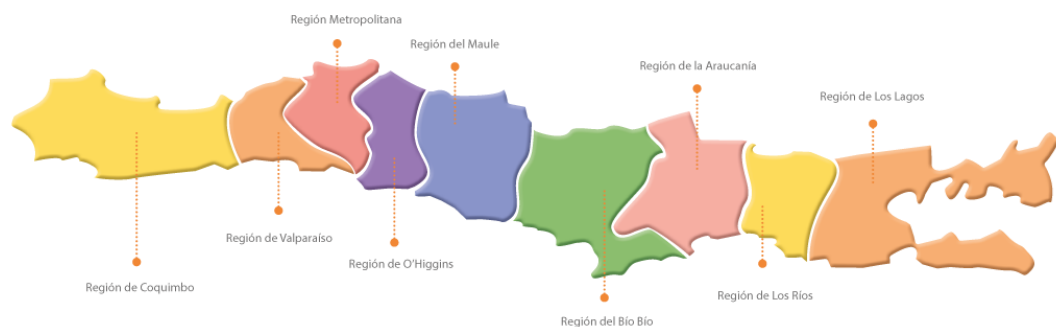 Región Metropolitana
Región del Maule
Región de la Araucanía
Región de Los Lagos
Región de Valparaíso
Región de O'Higgins
Región de Coquimbo
Región de Los Ríos
Región del Bío Bío